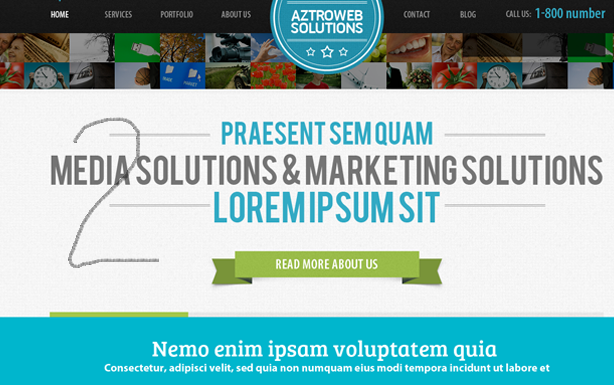 HOME SERVICES PORTFOLIO ABOUT US CONTACT BLOG CALL US: 1-800 number
AZTROWEB
SOLUTIONS
2
PRAESENT SEM QUAM
MEDIA SOLUTIONS & MARKETING SOLUTIONS
LOREM IPSUM SIT
READ MORE ABOUT US
Nemo enim ipsam voluptatem quia
Consectetur, adipisci velit, sed quia non numquam eius modi tempora incidunt ut labore et